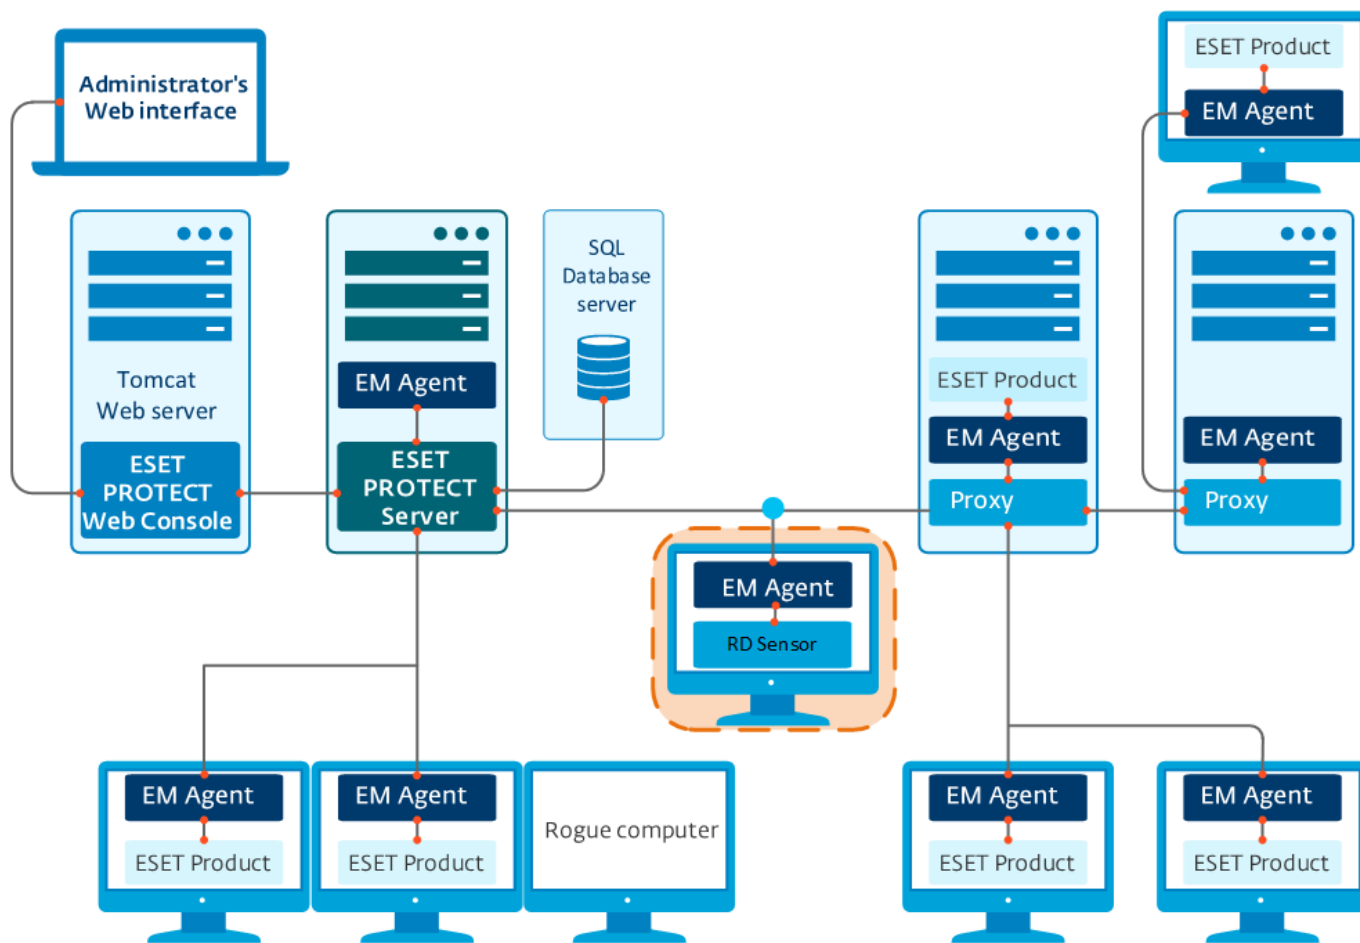 Administrator's
Web interface
ESET Product
EM Agent
Tomcat
Web server
ESET
PROTECT
Web Console
EM Agent
ESET
PROTECT
Server
SQL
Database
server
ESET Product
EM Agent
Proxy
EM Agent
Proxy
EM Agent
RD Sensor
EM Agent
ESET Product
EM Agent
ESET Product
Rogue computer
EM Agent
ESET Product
EM Agent
ESET Product